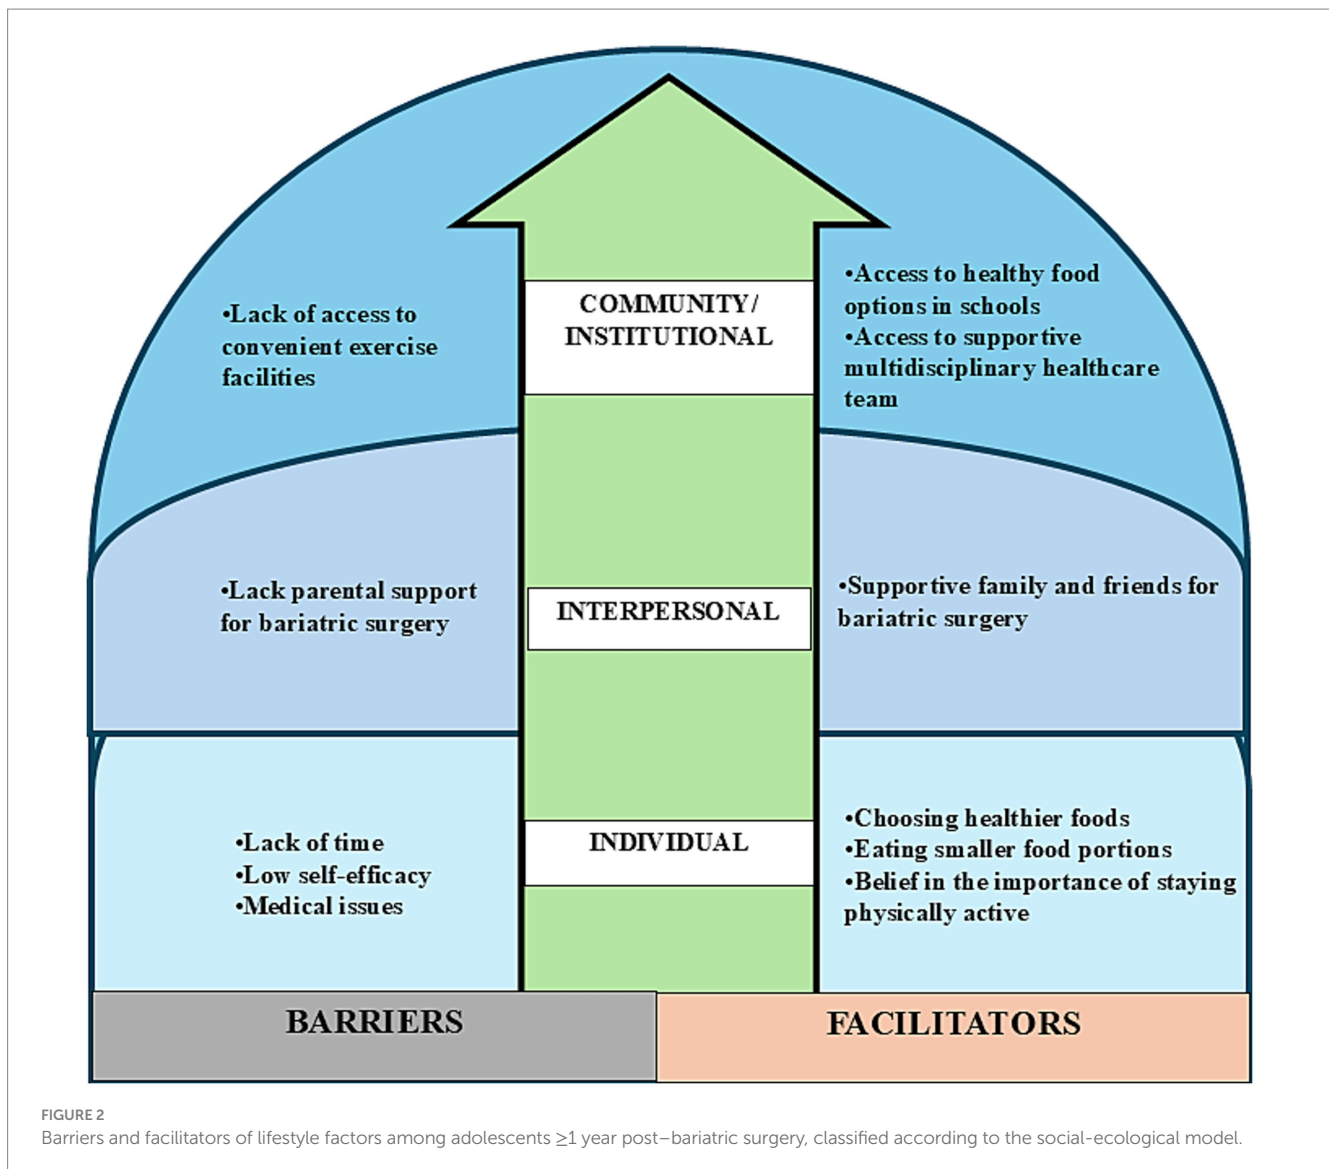 COMMUNITY/
INSTITUTIONAL
•Lack of access to
convenient exercise
facilities
•Access to healthy food
options in schools
•Access to supportive
multidisciplinary healthcare
team
INTERPERSONAL
•Lack parental support
for bariatric surgery
•Supportive family and friends for
bariatric surgery
INDIVIDUAL
•Lack of time
•Low self-efficacy
•Medical issues
•Choosing healthier foods
•Eating smaller food portions
•Belief in the importance of staying
physically active
BARRIERS
FACILITATORS
FIGURE 2
Barriers and facilitators of lifestyle factors among adolescents ≥1 year post–bariatric surgery, classified according to the social-ecological model.